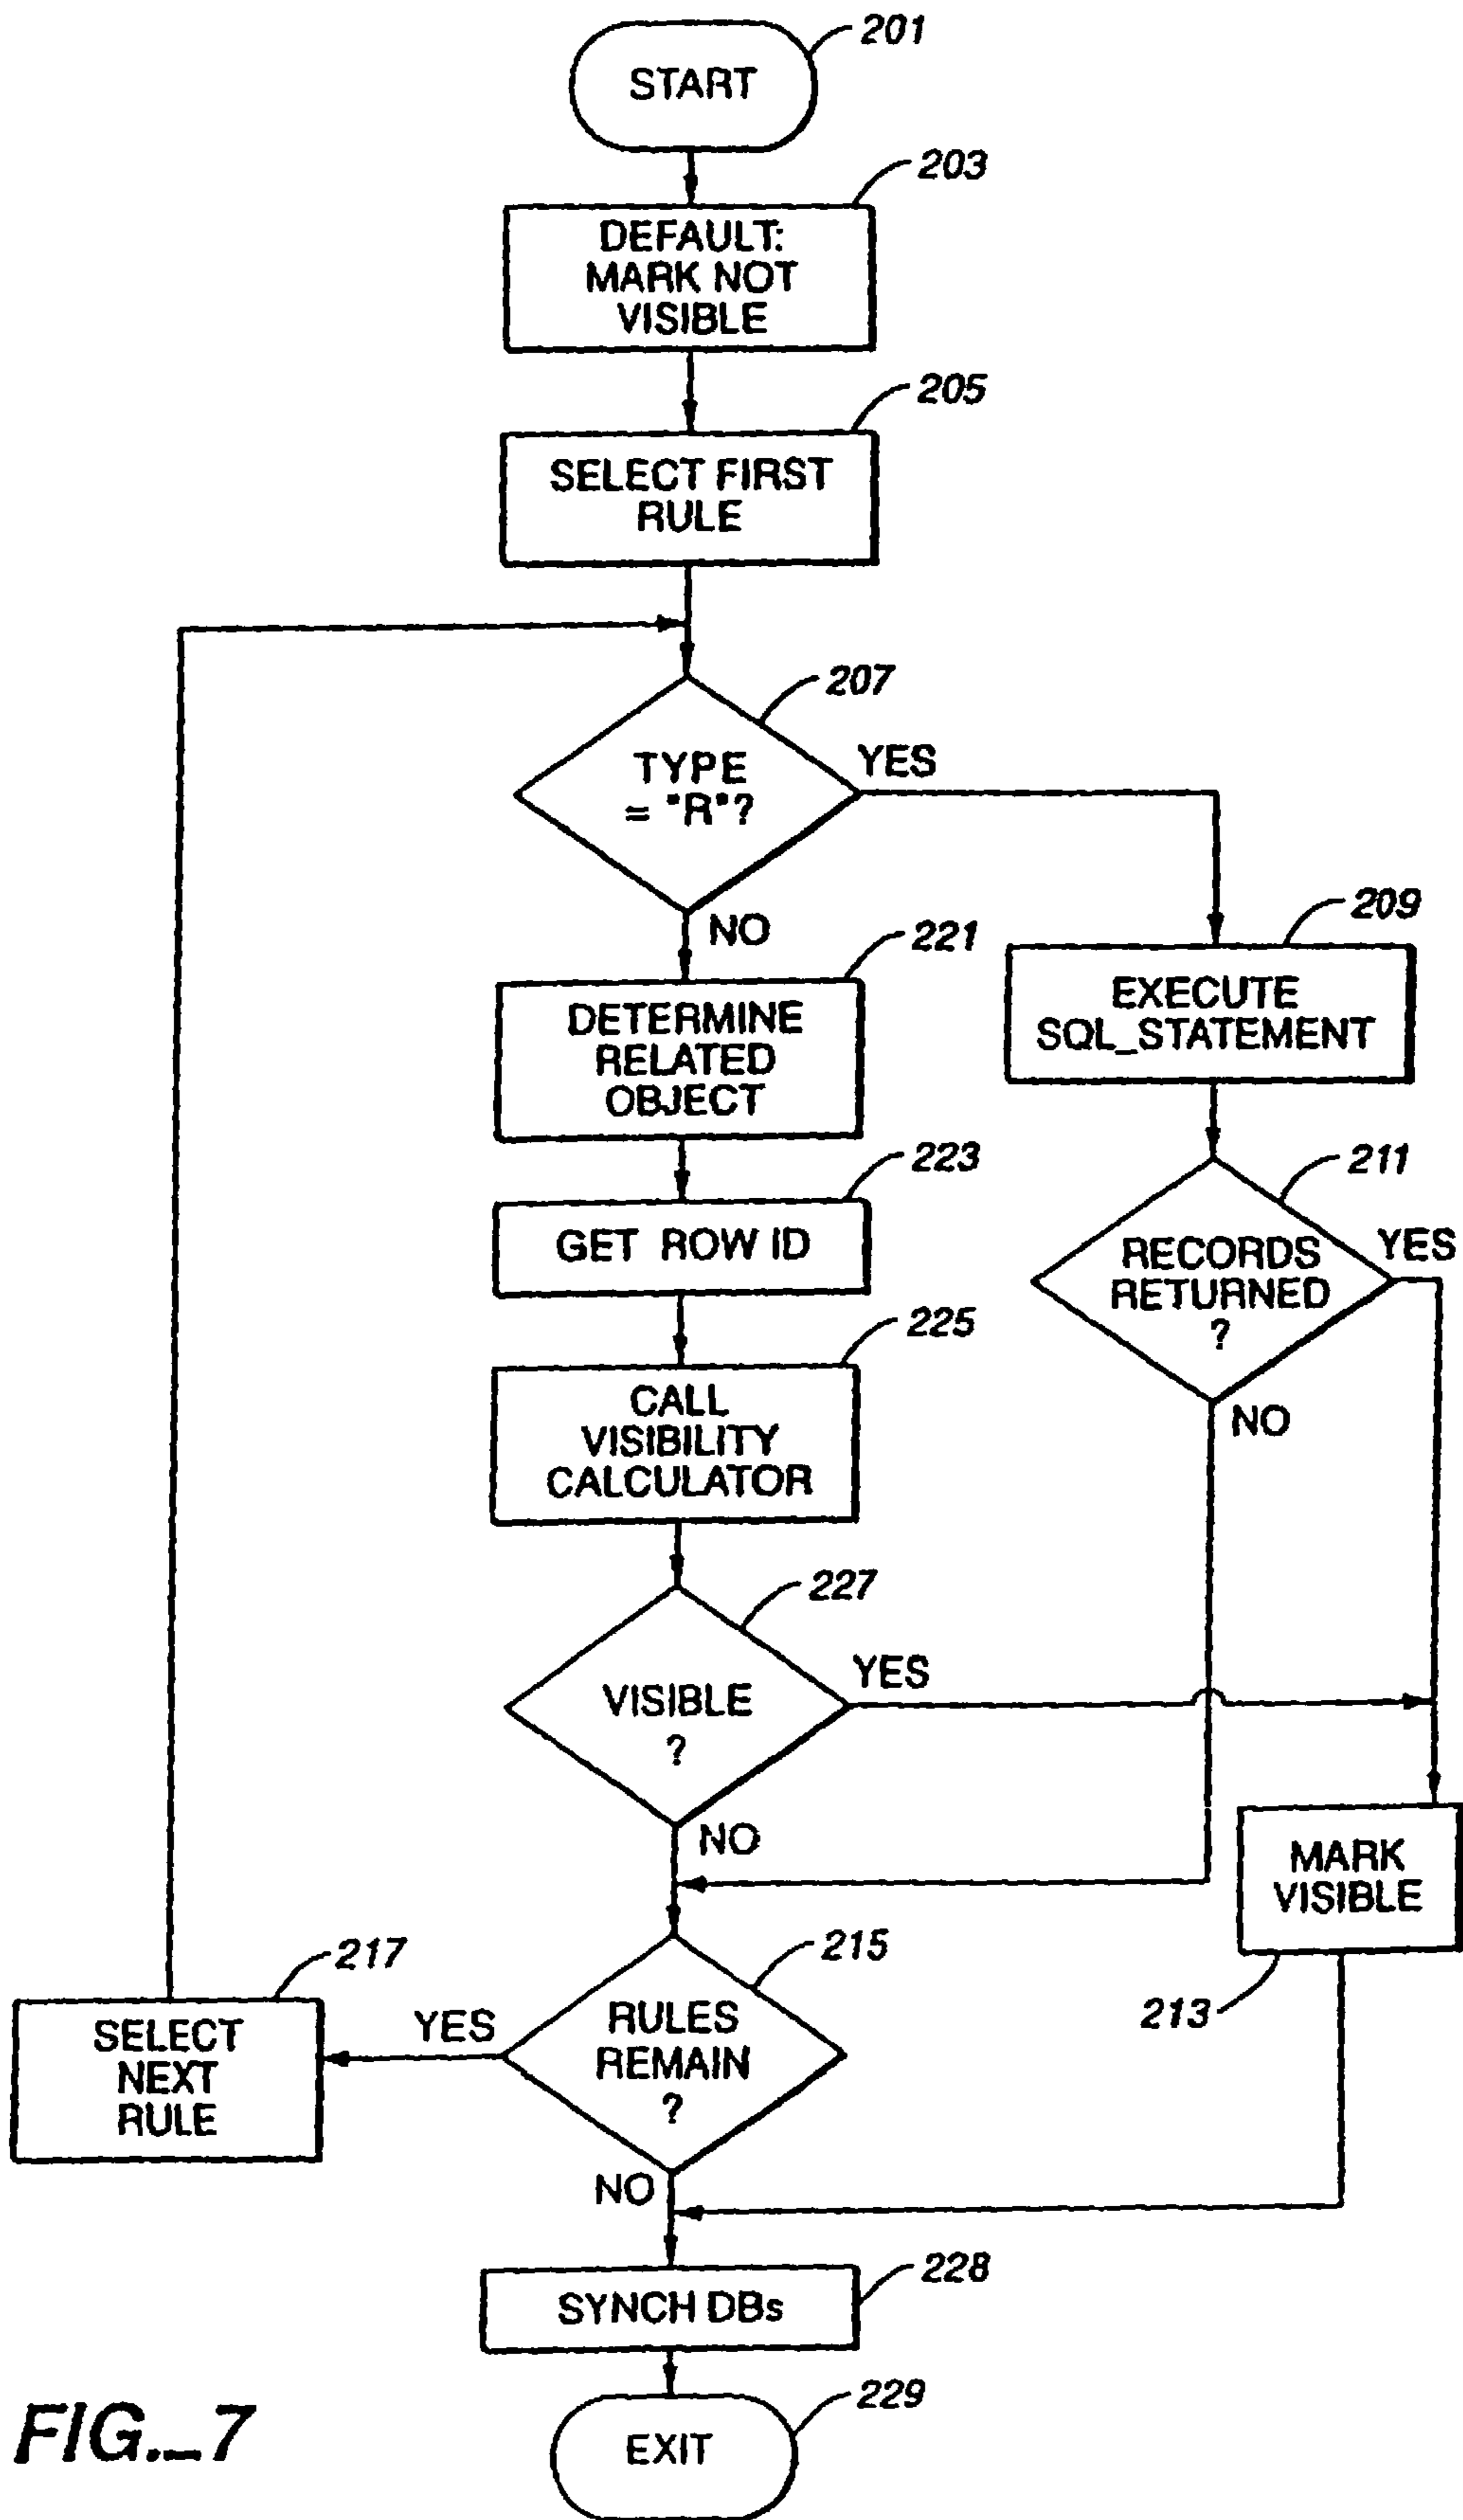 201
START
203
DEFAULT:
MARK NOT
VISIBLE
205
SELECT FIRST
RULE
207
TYPE
= "R"?
YES
NO
209
EXECUTE
SQL_STATEMENT
221
DETERMINE
RELATED
OBJECT
211
RECORDS
RETURNED
?
YES
NO
223
GET ROW ID
225
CALL
VISIBILITY
CALCULATOR
227
VISIBLE
?
YES
NO
MARK
VISIBLE
213
215
RULES
REMAIN
?
YES
NO
217
SELECT
NEXT
RULE
228
SYNCH DBs
229
EXIT
FIG._7